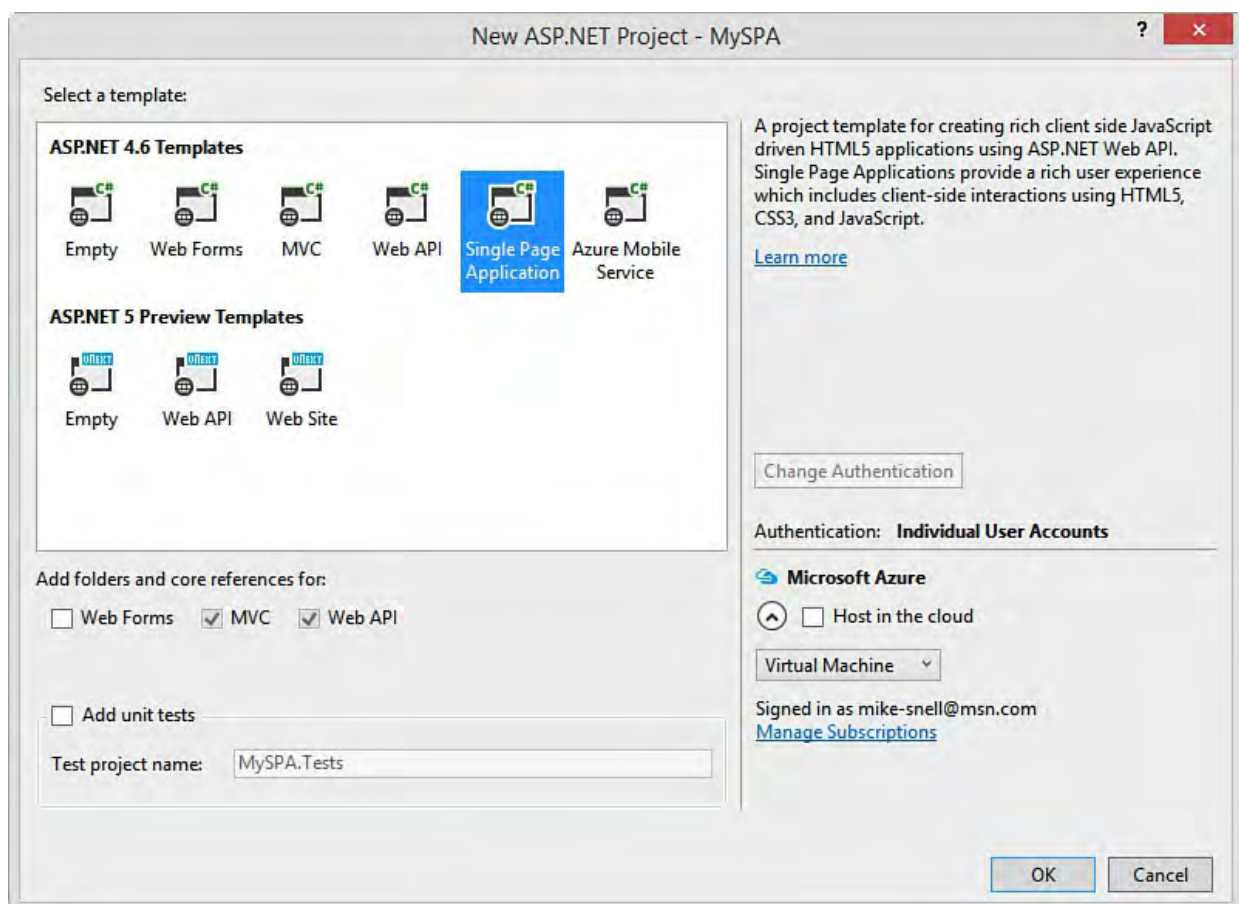 New ASP.NET Project - MySPA
?
Select a template:
ASP.NET 4.6 Templates
C# C# C# C# C# C#
Empty Web Forms MVC Web API Single Page Application Azure Mobile Service
ASP.NET 5 Preview Templates
Empty Web API Web Site
Add folders and core references for:
Web Forms MVC Web API
Add unit tests
Test project name: MySPA.Tests
A project template for creating rich client side JavaScript
driven HTML5 applications using ASP.NET Web API.
Single Page Applications provide a rich user experience
which includes client-side interactions using HTML5,
CSS3, and JavaScript.
Learn more
Change Authentication
Authentication: Individual User Accounts
Microsoft Azure
Host in the cloud
Virtual Machine
Signed in as mike-snell@msn.com
Manage Subscriptions
OK Cancel